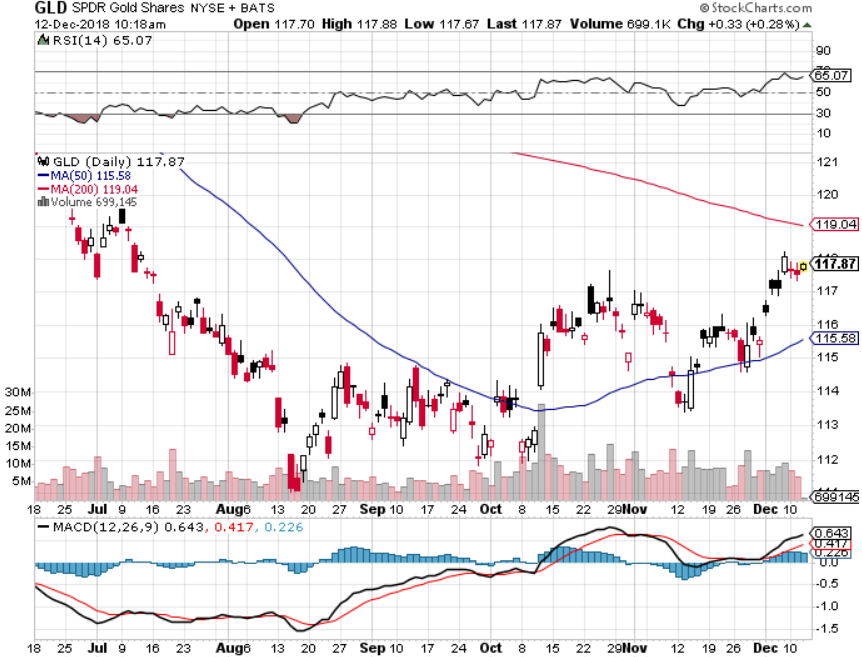 GLD SPDR Gold Shares NYSE + BATS © StockCharts.com
12-Dec-2018 10:18am Open 117.70 High 117.88 Low 117.67 Last 117.87 Volume 699.1K Chg +0.33 (+0.28%)
RSI(14) 65.07
90
70
65.07
50
30
10
GLD (Daily) 117.87
MA(50) 115.58
MA(200) 119.04
Volume 699,145
121
120
119.04
118
117.87
117
116
115.58
115
114
113
112
111
699145
30M
25M
20M
15M
10M
5M
18 25 Jul 9 16 23 Aug 6 13 20 27 Sep 10 17 24 Oct 8 15 22 29 Nov 12 19 26 Dec 10
MACD(12,26,9) 0.643, 0.417, 0.226
0.643
0.417
0.226
0.0
-0.5
-1.0
-1.5
18 25 Jul 9 16 23 Aug 6 13 20 27 Sep 10 17 24 Oct 8 15 22 29 Nov 12 19 26 Dec 10